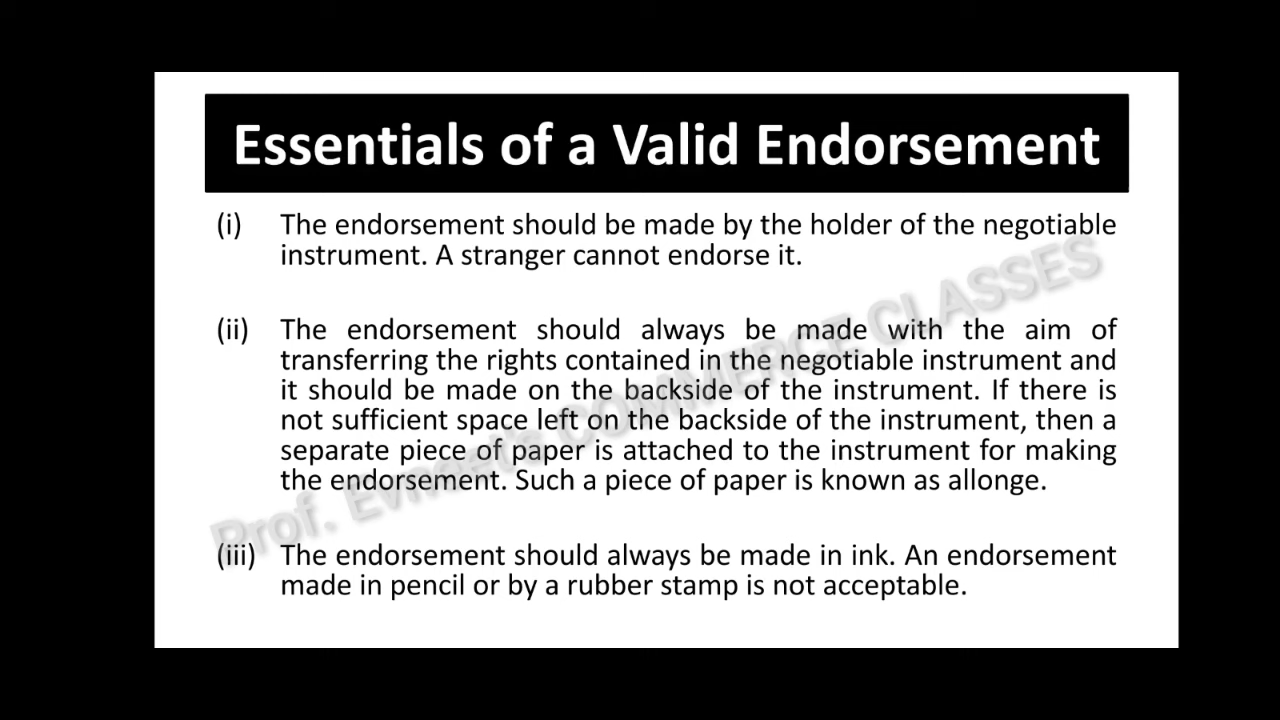 Essentials of a Valid Endorsement
(i) The endorsement should be made by the holder of the negotiable
instrument. A stranger cannot endorse it.
(ii) The endorsement should always be made with the aim of
transferring the rights contained in the negotiable instrument and
it should be made on the backside of the instrument. If there is
not sufficient space left on the backside of the instrument, then a
separate piece of paper is attached to the instrument for making
the endorsement. Such a piece of paper is known as allonge.
(iii) The endorsement should always be made in ink. An endorsement
made in pencil or by a rubber stamp is not acceptable.
Prof. COMMERCE CLASSES